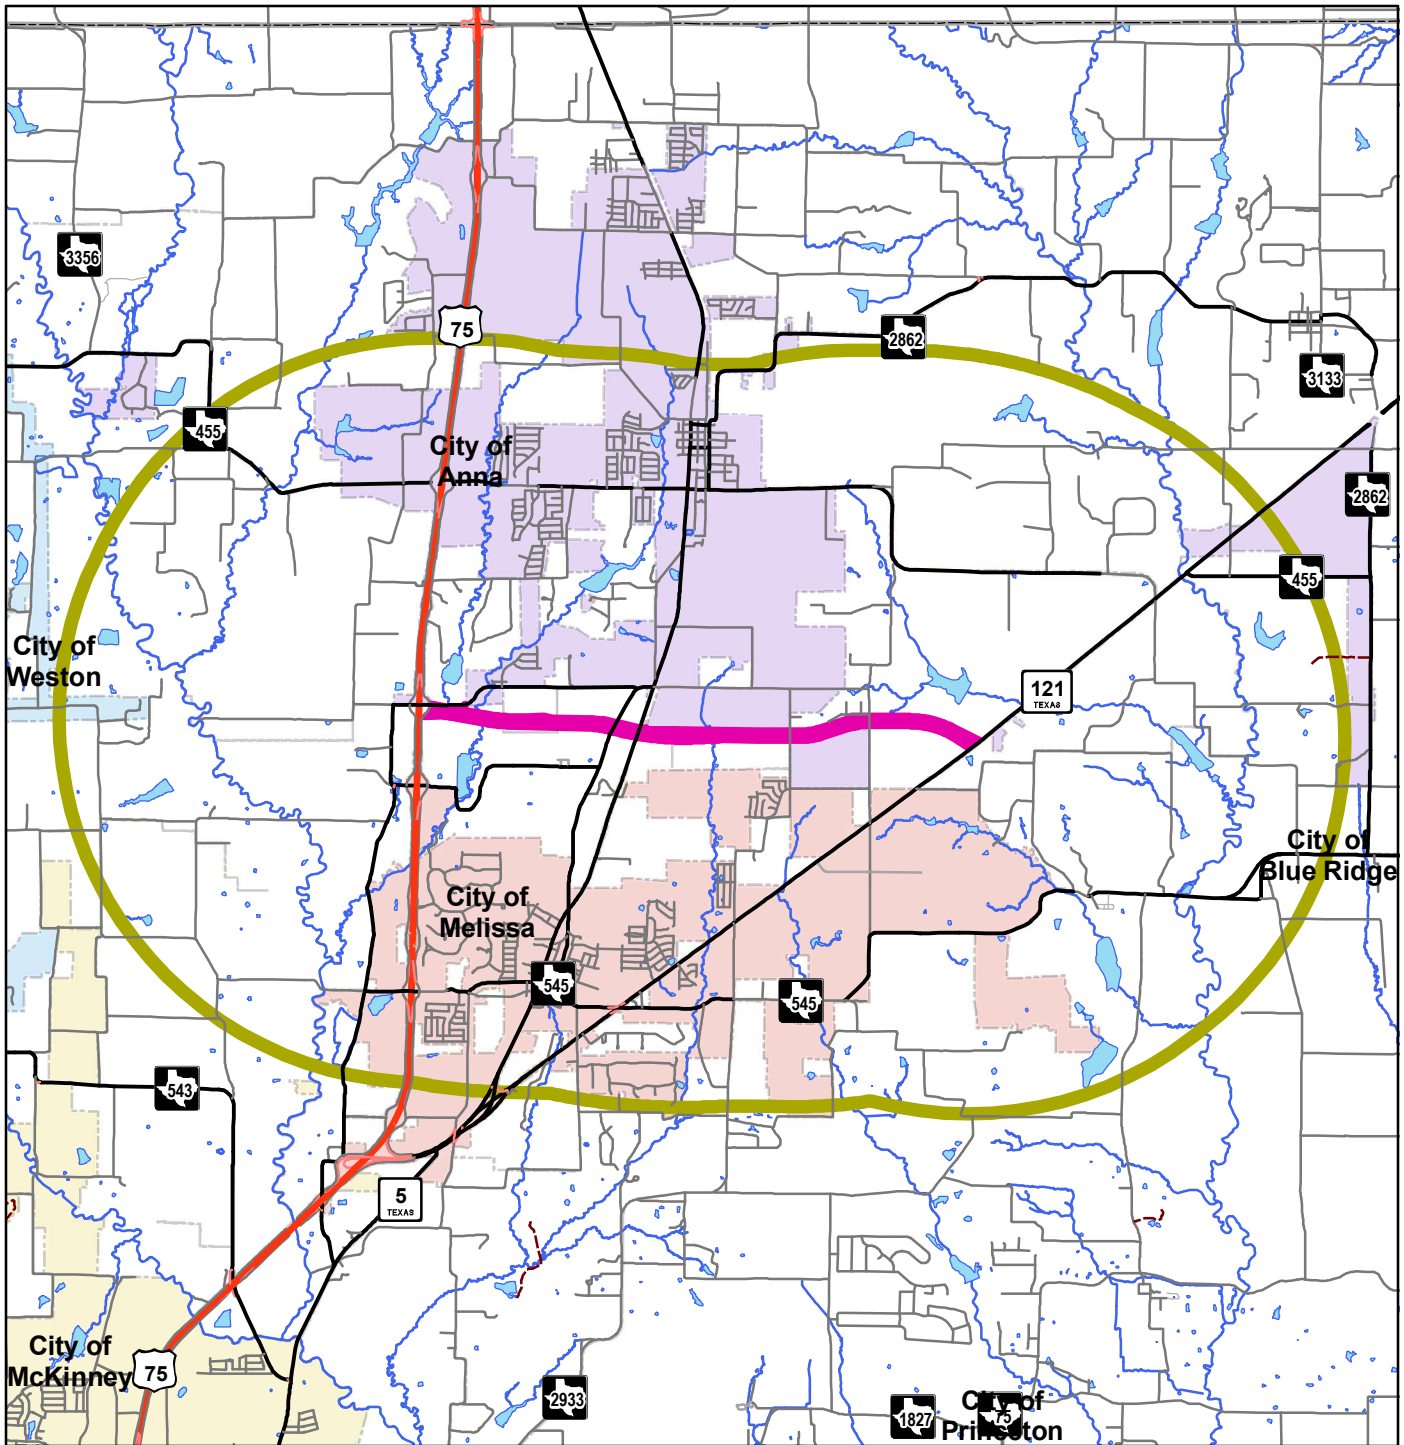 3356
75
2862
3133
455
City of
Anna
2862
455
City of
Weston
121
TEXAS
City of
Blue Ridge
City of
Melissa
545
545
543
5
TEXAS
City of
McKinney
75
2933
1827
75
City of
Princeton